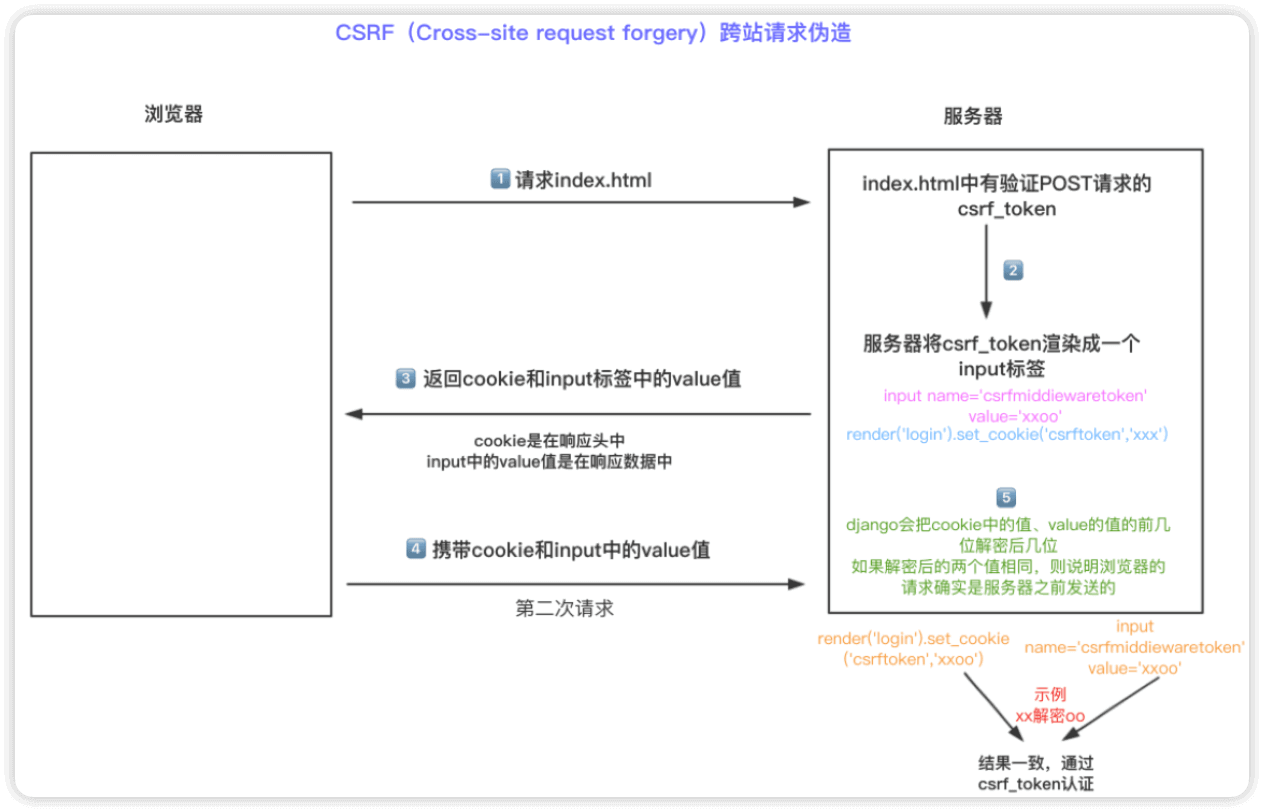 CSRF（Cross-site request forgery）跨站请求伪造
浏览器
服务器
1 请求index.html
index.html中有验证POST请求的
csrf_token
2
服务器将csrf_token渲染成一个
input标签
input name='csrfmiddiewaretoken'
value='xxoo'
render('login').set_cookie('csrftoken','xxx')
3 返回cookie和input标签中的value值
cookie是在响应头中
input中的value值是在响应数据中
4 携带cookie和input中的value值
第二次请求
5
django会把cookie中的值、value的值的前几
位解密后几位
如果解密后的两个值相同，则说明浏览器的
请求确实是服务器之前发送的
render('login').set_cookie
('csrftoken','xxoo')
input
name='csrfmiddiewaretoken'
value='xxoo'
示例
xx解密oo
结果一致，通过
csrf_token认证